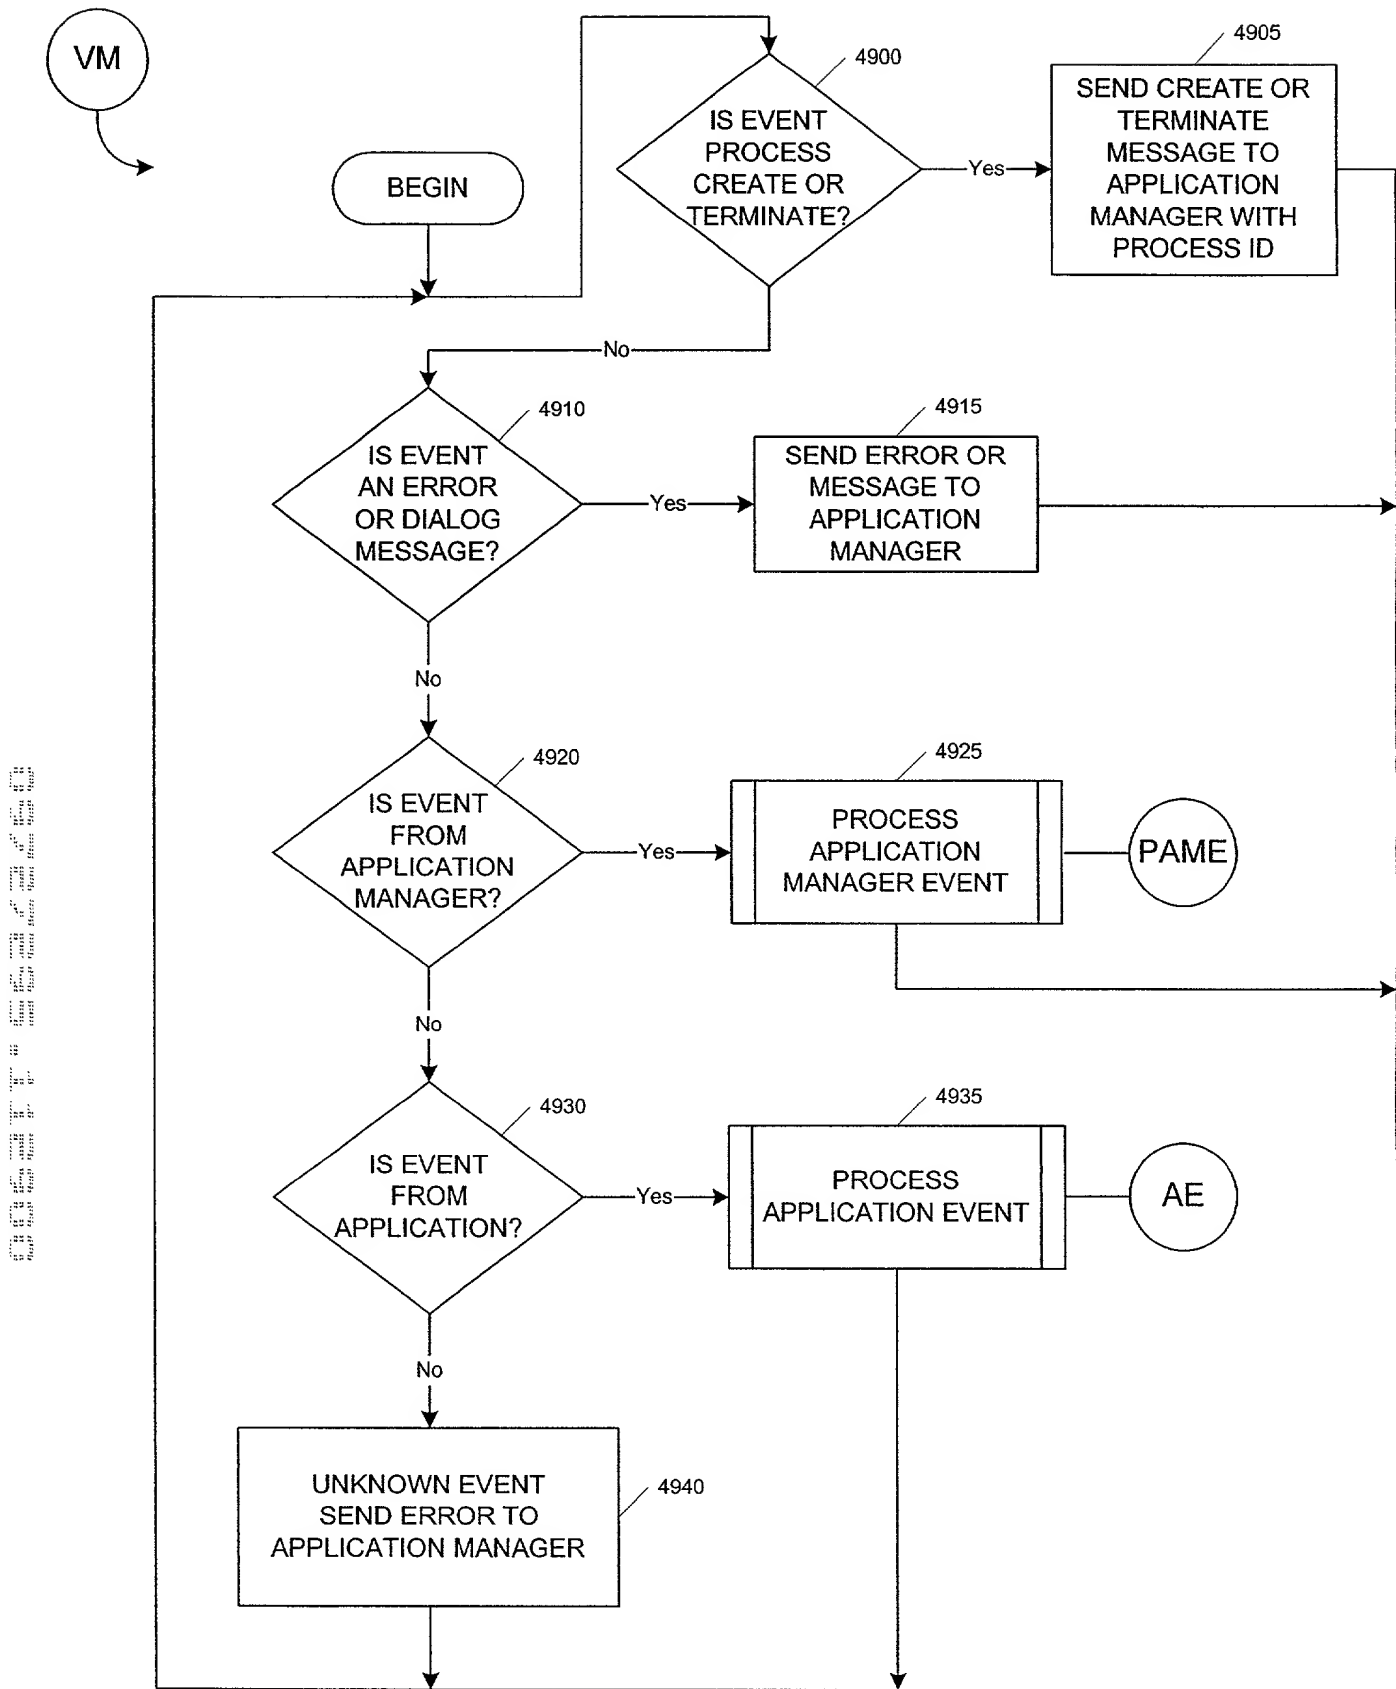 VM
4900
4905
IS EVENT
PROCESS
CREATE OR
TERMINATE?
Yes
SEND CREATE OR
TERMINATE
MESSAGE TO
APPLICATION
MANAGER WITH
PROCESS ID
BEGIN
No
4910
4915
IS EVENT
AN ERROR
OR DIALOG
MESSAGE?
Yes
SEND ERROR OR
MESSAGE TO
APPLICATION
MANAGER
No
4920
4925
IS EVENT
FROM
APPLICATION
MANAGER?
Yes
PROCESS
APPLICATION
MANAGER EVENT
PAME
No
4930
4935
IS EVENT
FROM
APPLICATION?
Yes
PROCESS
APPLICATION EVENT
AE
No
UNKNOWN EVENT
SEND ERROR TO
APPLICATION MANAGER
4940